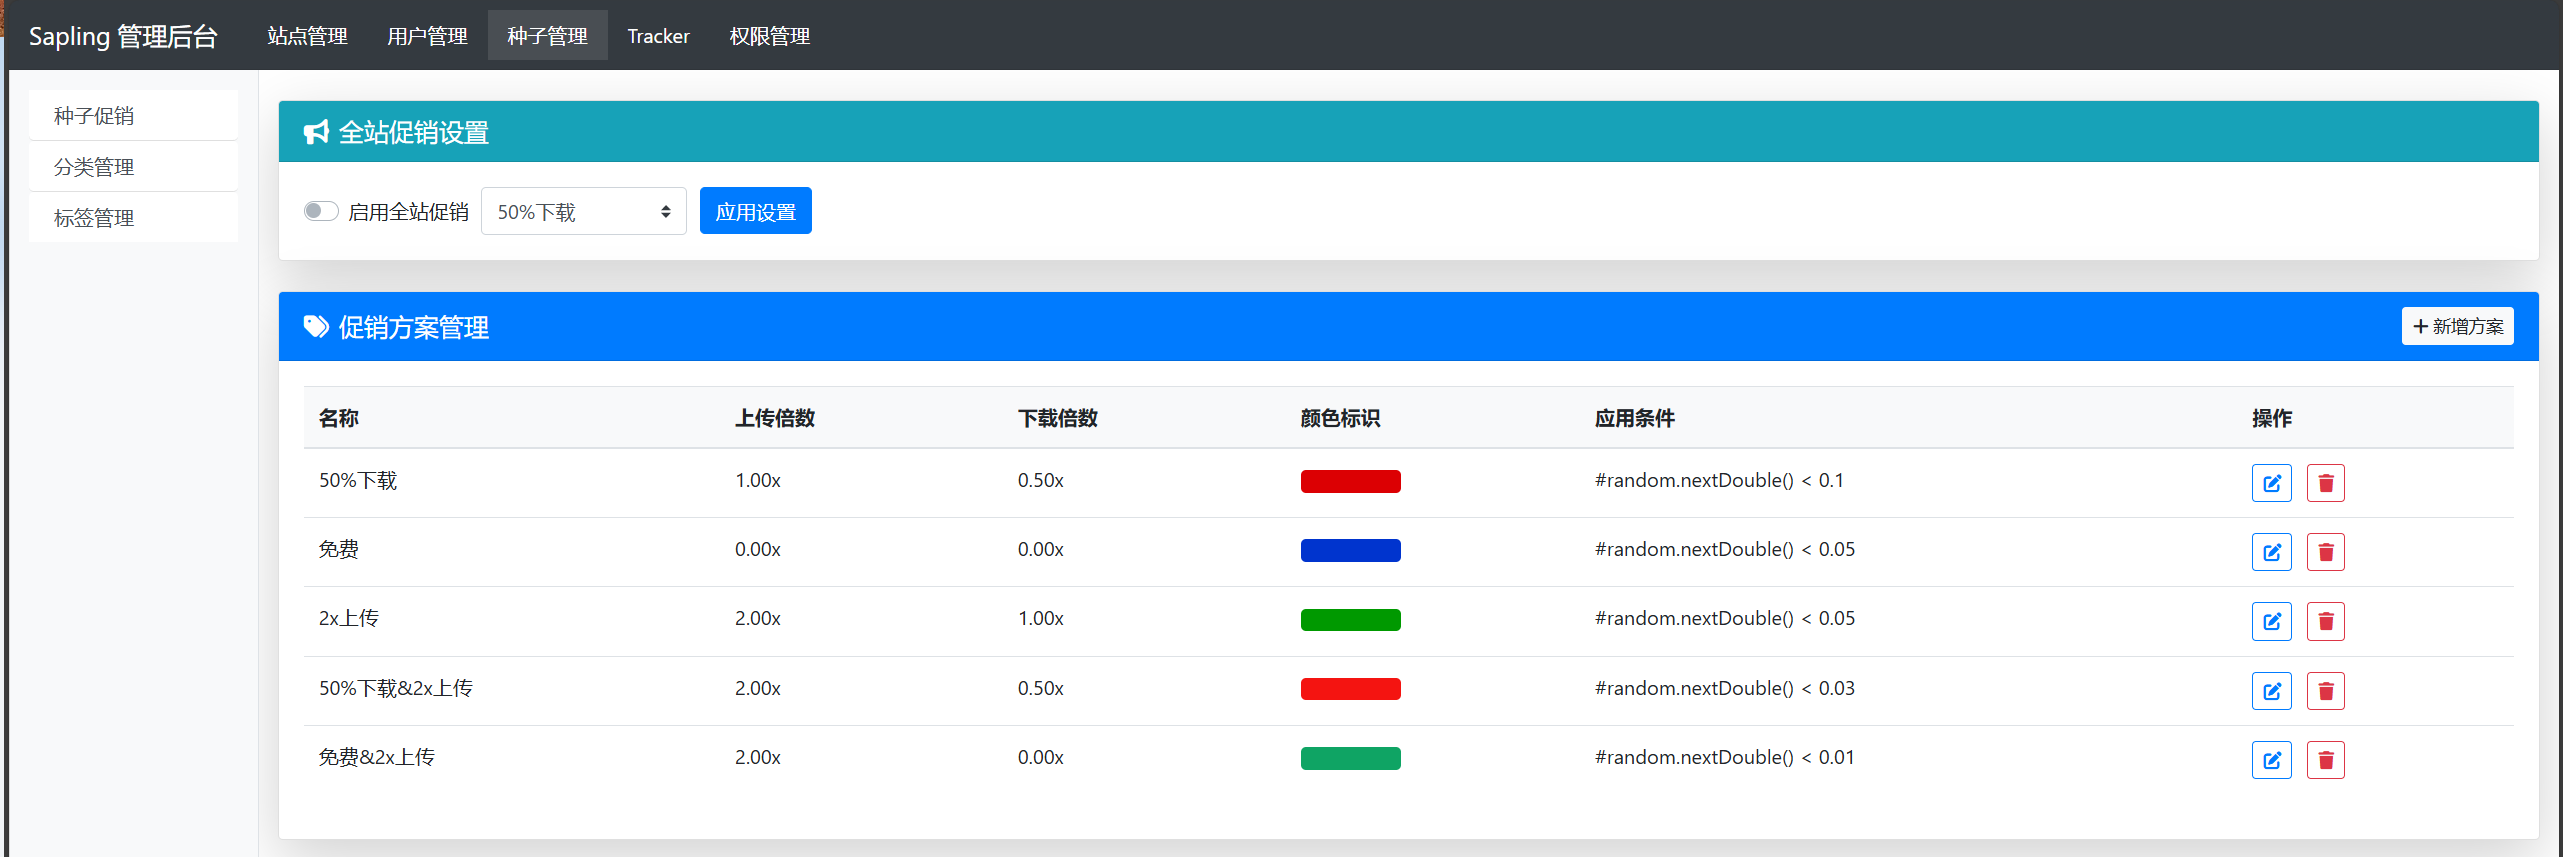 Sapling 管理后台 站点管理 用户管理 种子管理 Tracker 权限管理
种子促销
分类管理
标签管理
全站促销设置
启用全站促销 50%下载 应用设置
促销方案管理 新增方案
名称 上传倍数 下载倍数 颜色标识 应用条件 操作
50%下载 1.00x 0.50x #random.nextDouble() < 0.1
免费 0.00x 0.00x #random.nextDouble() < 0.05
2x上传 2.00x 1.00x #random.nextDouble() < 0.05
50%下载&2x上传 2.00x 0.50x #random.nextDouble() < 0.03
免费&2x上传 2.00x 0.00x #random.nextDouble() < 0.01